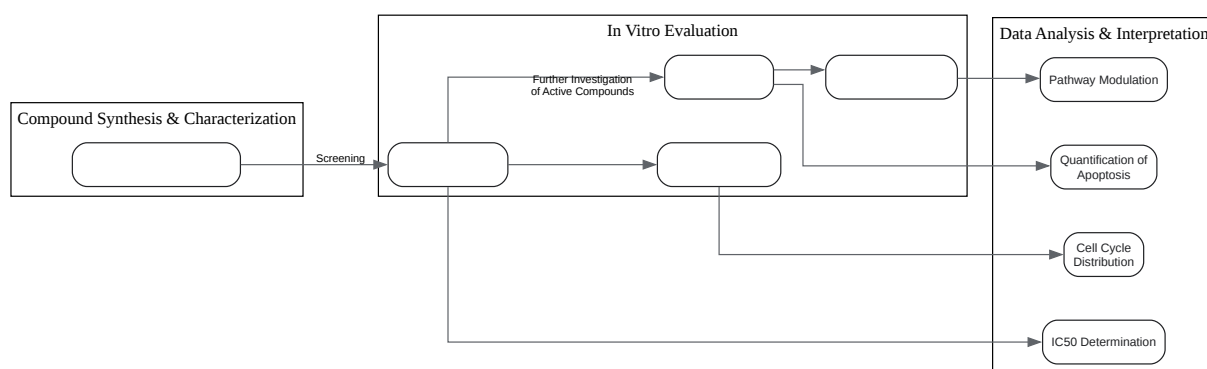 In Vitro Evaluation
Data Analysis & Interpretation
Further Investigation
of Active Compounds
Pathway Modulation
Compound Synthesis & Characterization
Screening
Quantification of
Apoptosis
Cell Cycle
Distribution
IC50 Determination